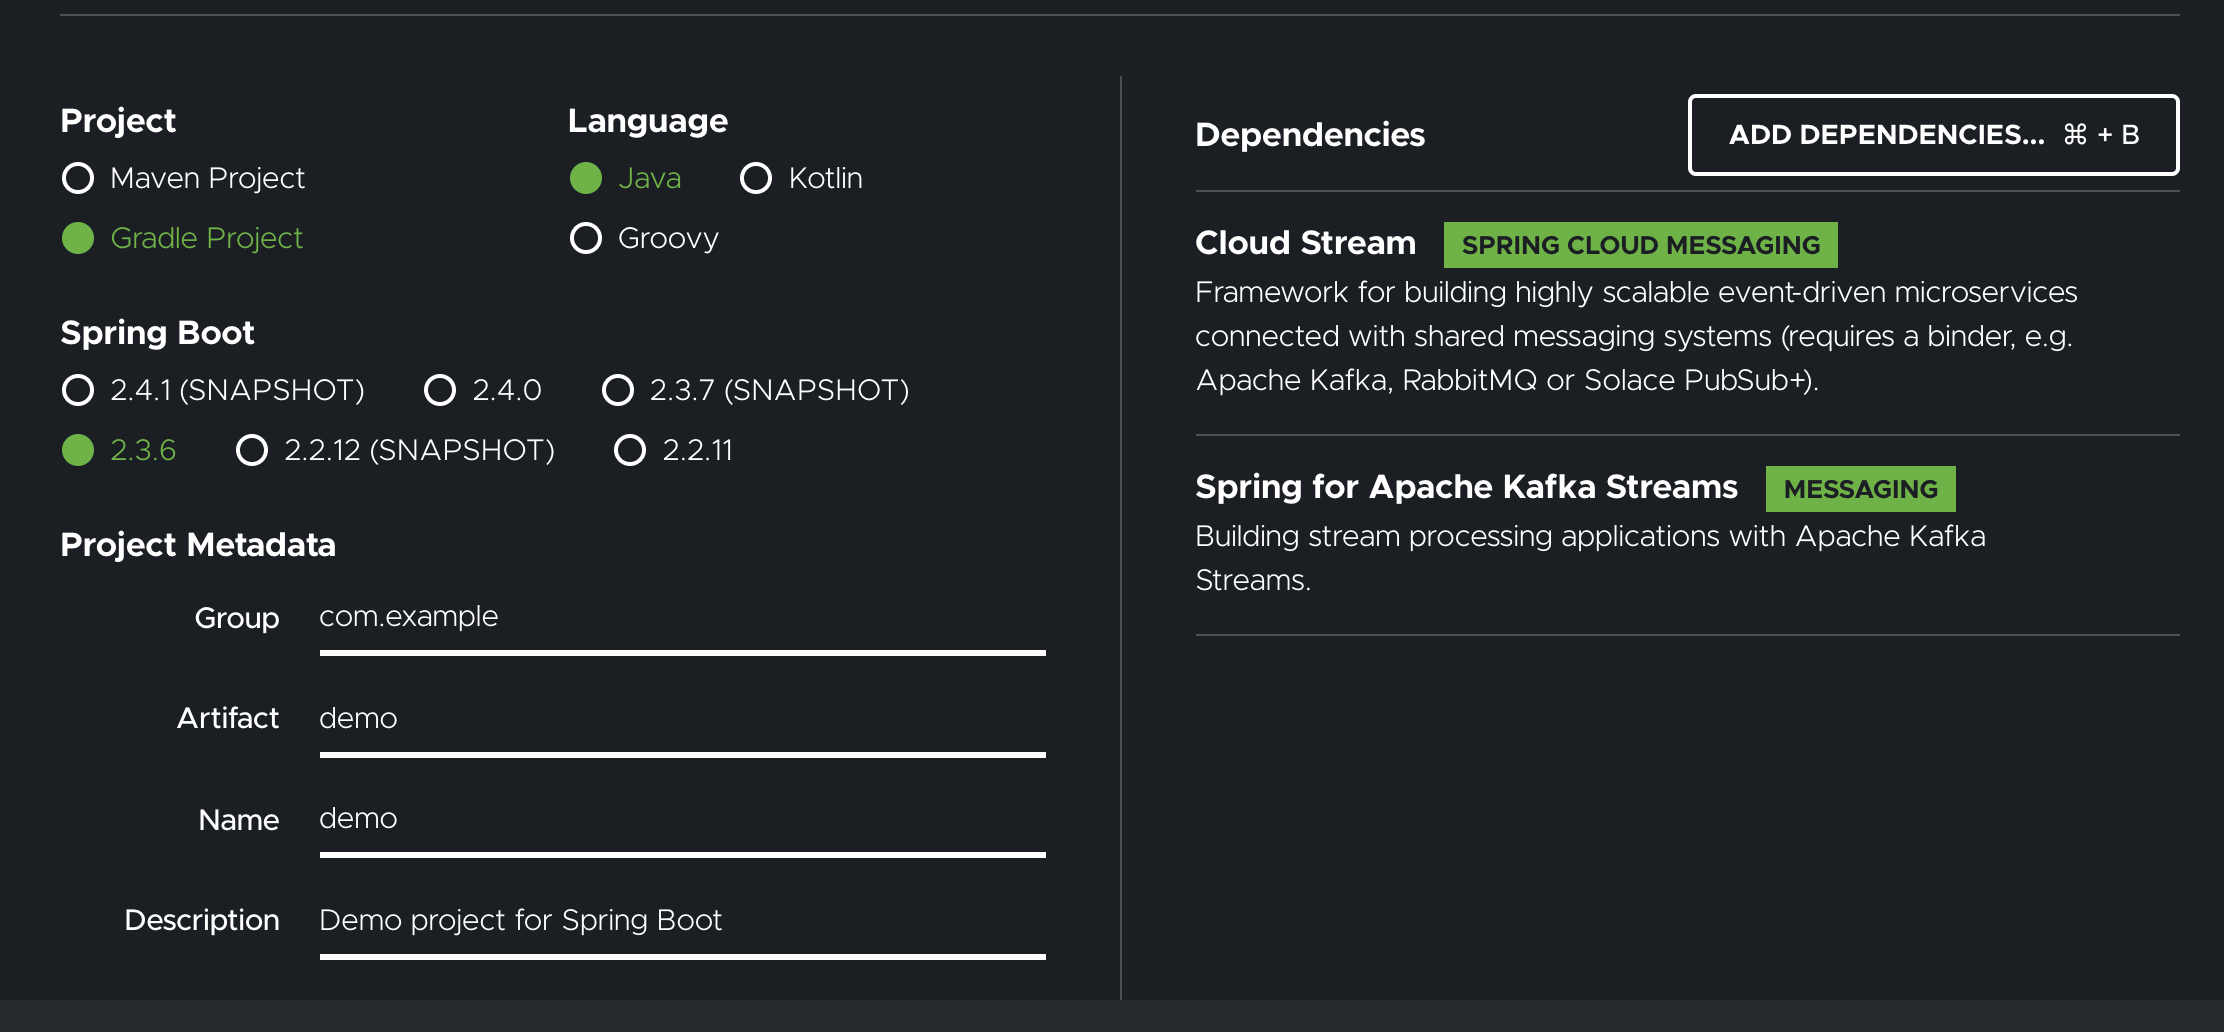 Project
Maven Project
Gradle Project
Language
Java Kotlin
Groovy
Spring Boot
2.4.1 (SNAPSHOT) 2.4.0 2.3.7 (SNAPSHOT)
2.3.6 2.2.12 (SNAPSHOT) 2.2.11
Project Metadata
Group com.example
Artifact demo
Name demo
Description Demo project for Spring Boot
Dependencies ADD DEPENDENCIES... ⌘ + B
Cloud Stream SPRING CLOUD MESSAGING
Framework for building highly scalable event-driven microservices
connected with shared messaging systems (requires a binder, e.g.
Apache Kafka, RabbitMQ or Solace PubSub+).
Spring for Apache Kafka Streams MESSAGING
Building stream processing applications with Apache Kafka
Streams.